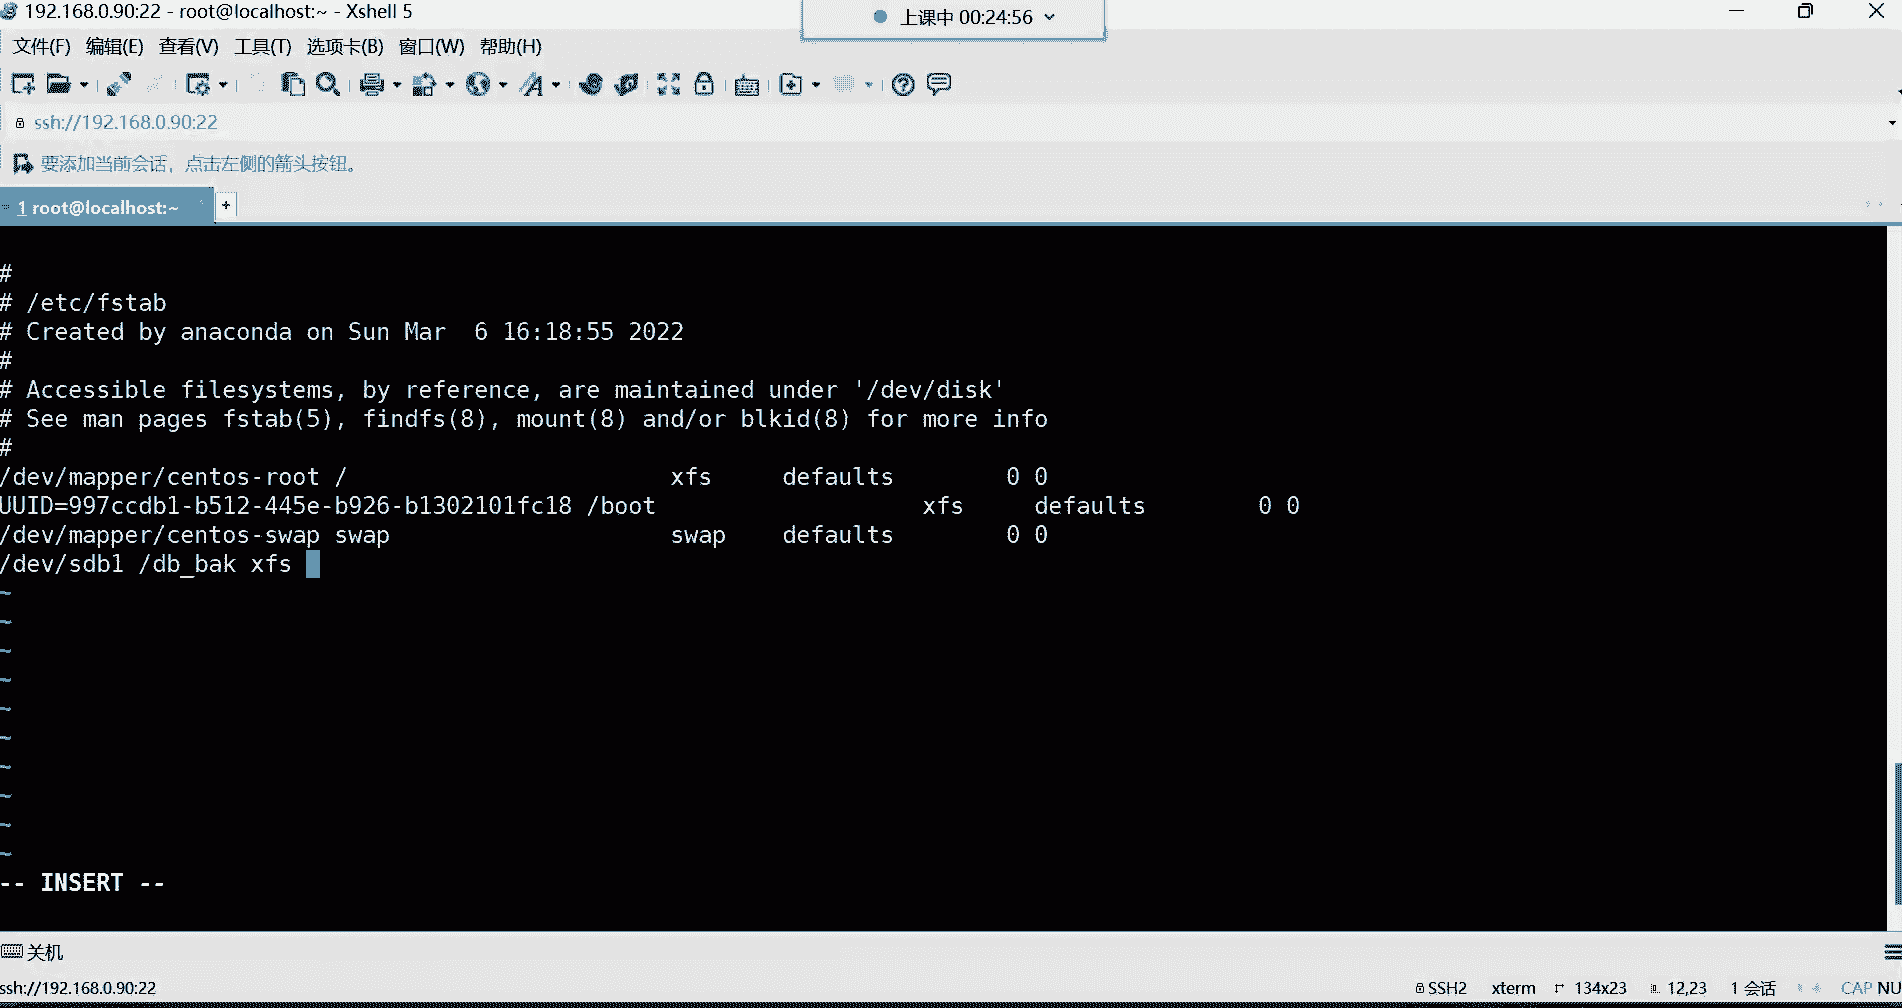 192.168.0.90:22 - root@localhost:~ - Xshell 5
上课中 00:24:56
文件(F) 编辑(E) 查看(V) 工具(T) 选项卡(B) 窗口(W) 帮助(H)
ssh://192.168.0.90:22
要添加当前会话，点击左侧的箭头按钮。
1 root@localhost:~ +
#
# /etc/fstab
# Created by anaconda on Sun Mar  6 16:18:55 2022
#
# Accessible filesystems, by reference, are maintained under '/dev/disk'
# See man pages fstab(5), findfs(8), mount(8) and/or blkid(8) for more info
#
/dev/mapper/centos-root /                       xfs     defaults        0 0
UUID=997ccdb1-b512-445e-b926-b1302101fc18 /boot                   xfs     defaults        0 0
/dev/mapper/centos-swap swap                    swap    defaults        0 0
/dev/sdb1 /db_bak xfs
~
~
~
~
~
~
~
~
~
~
-- INSERT --
关机
ssh://192.168.0.90:22 SSH2 xterm 134x23 12,23 1 会话 CAP NU